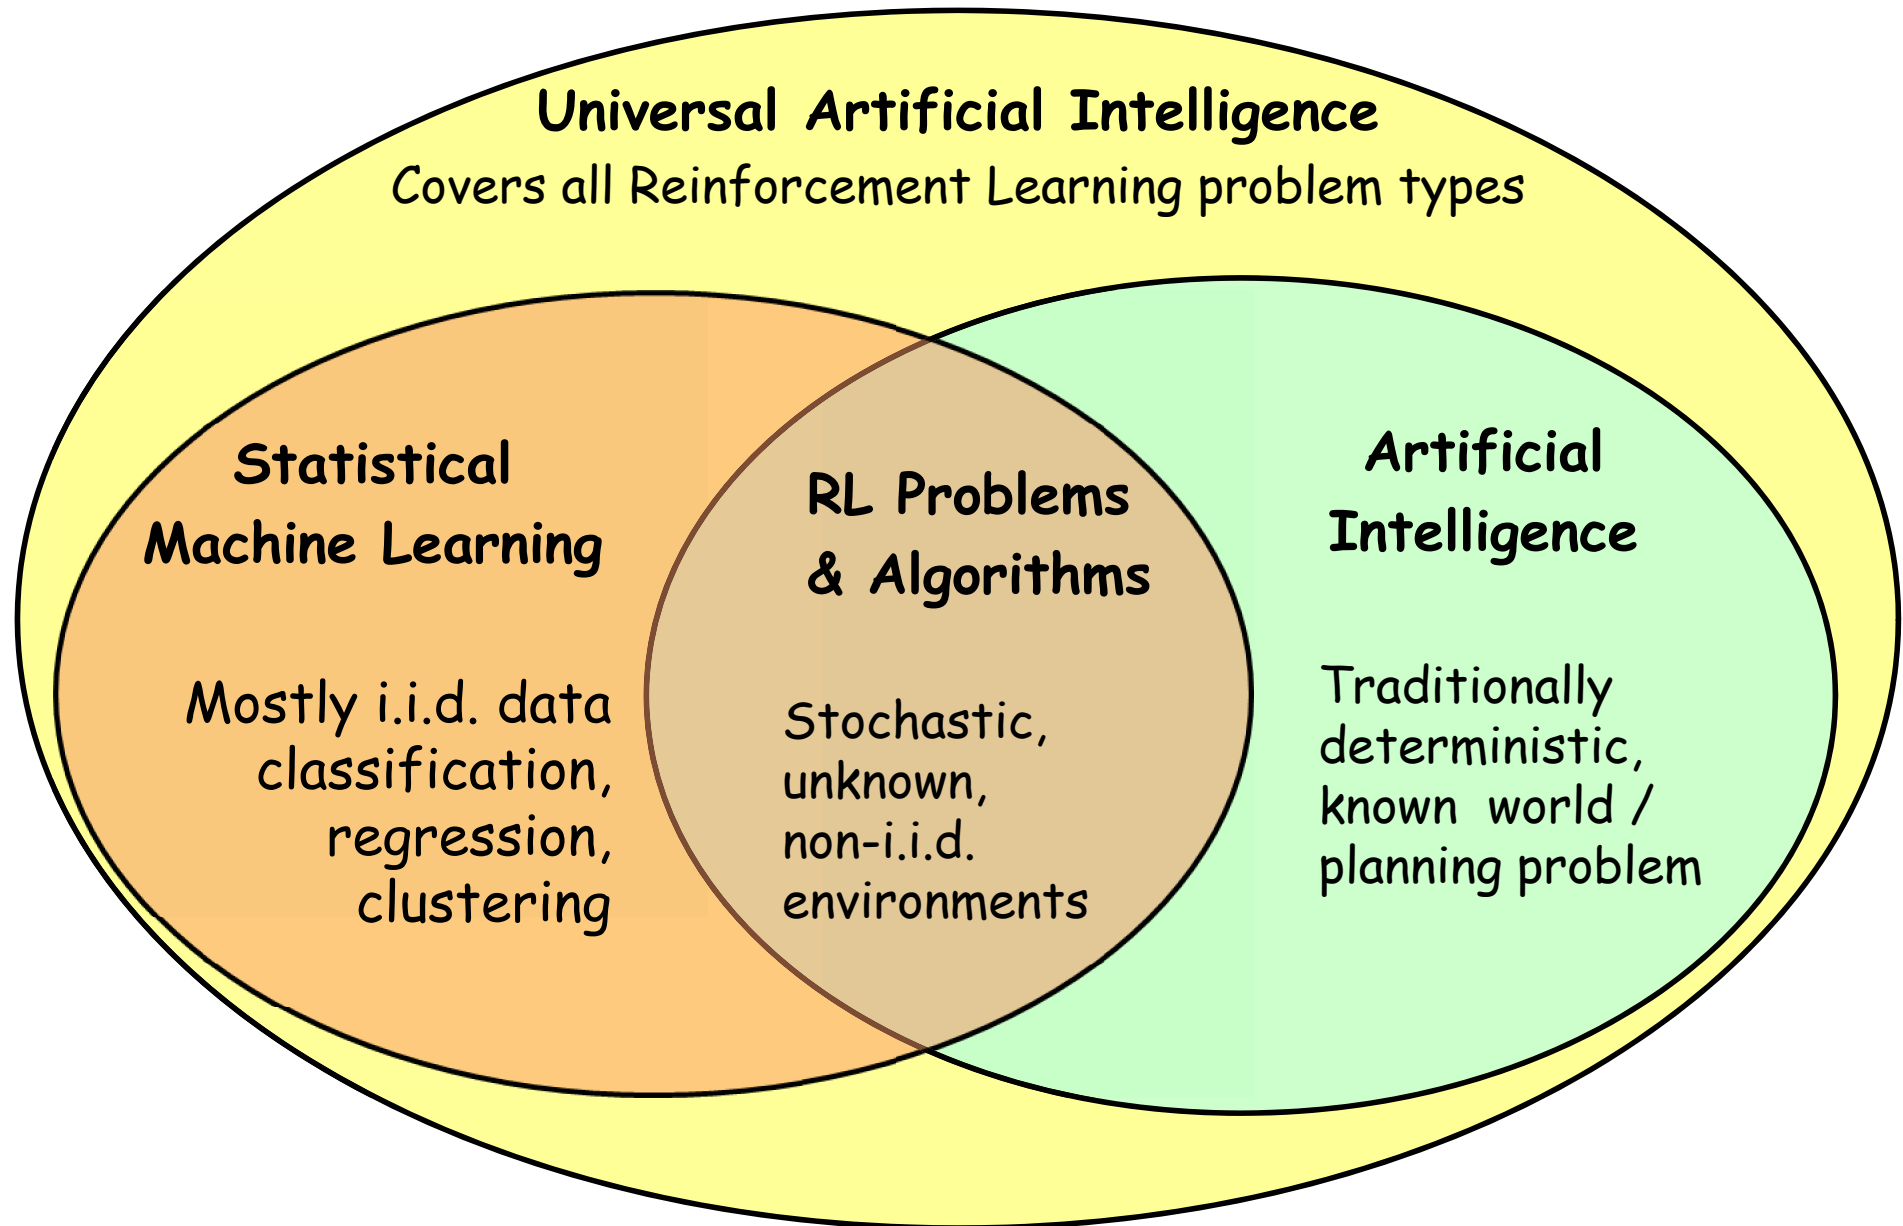 Universal Artificial Intelligence
Covers all Reinforcement Learning problem types
Statistical
Machine Learning
Mostly i.i.d. data
classification,
regression,
clustering
RL Problems
& Algorithms
Stochastic,
unknown,
non-i.i.d.
environments
Artificial
Intelligence
Traditionally
deterministic,
known world /
planning problem